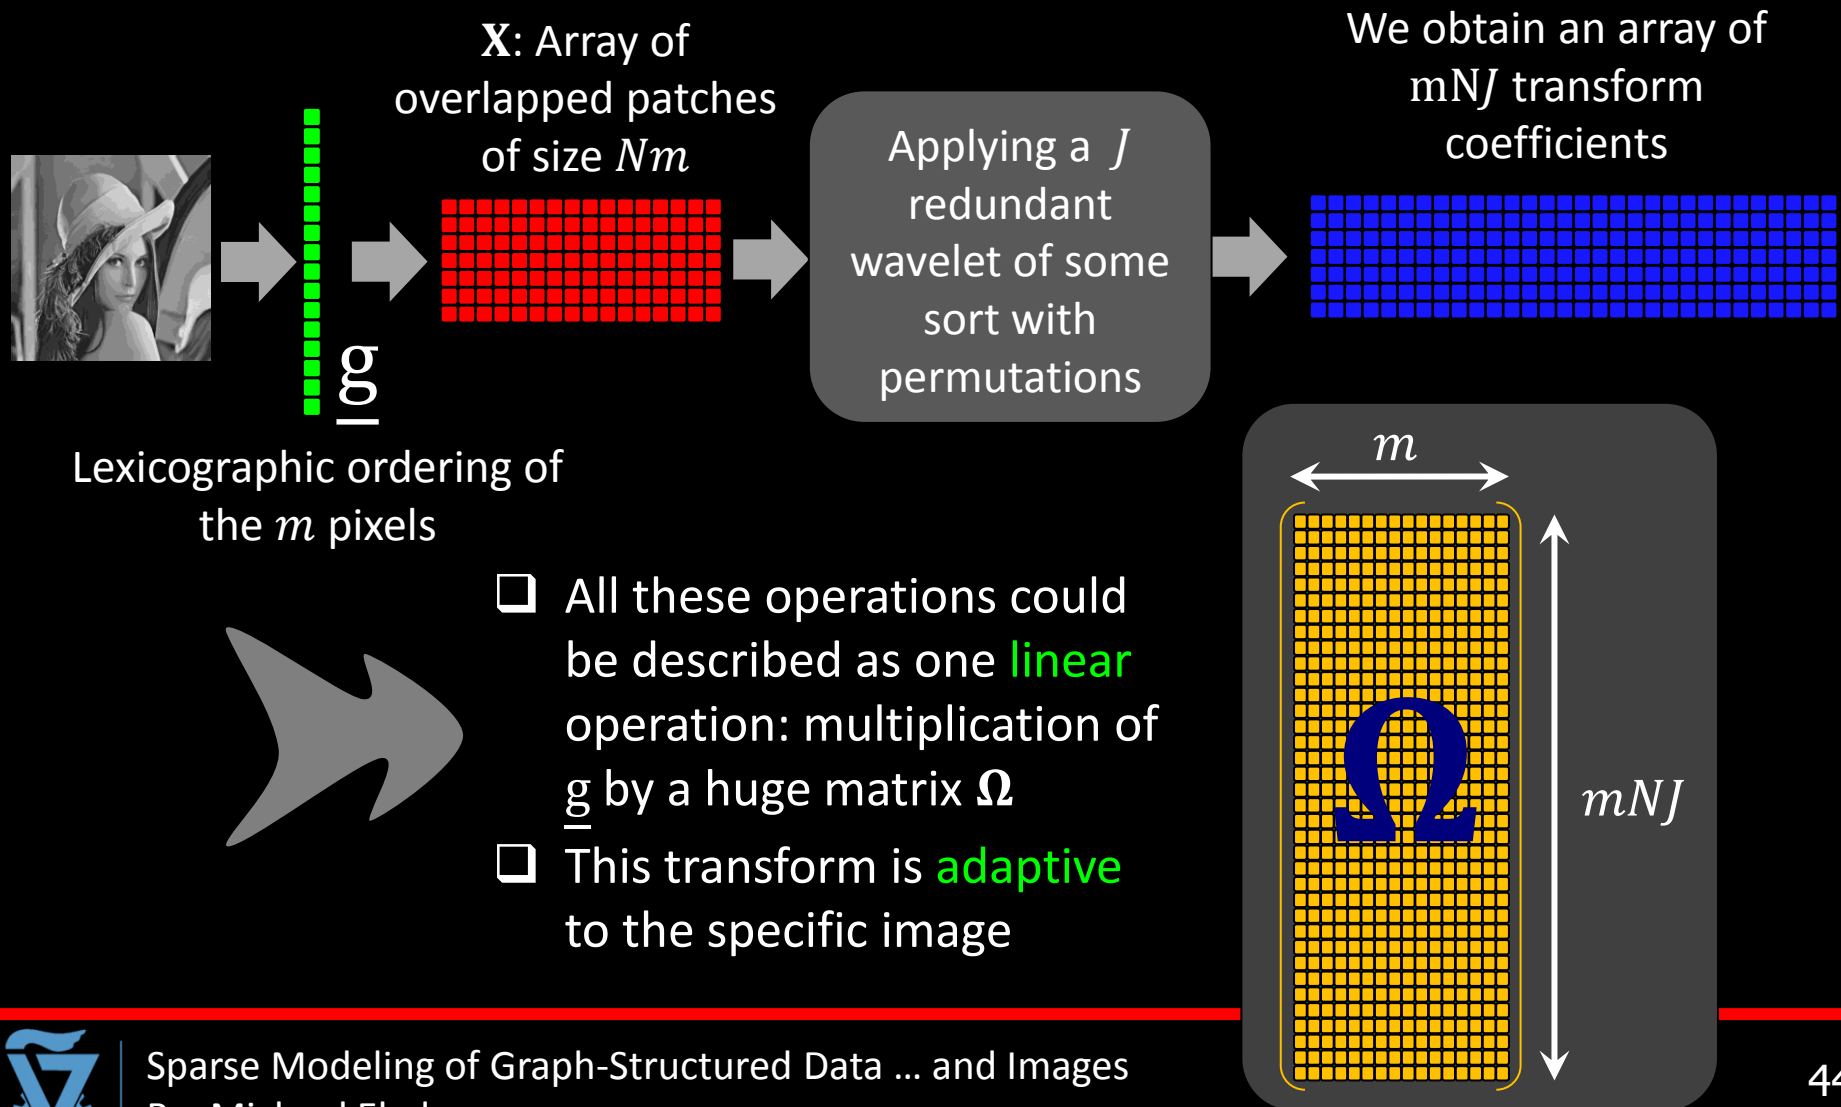 X: Array of
overlapped patches
of size Nm
We obtain an array of
mNJ transform
coefficients
Applying a J
redundant
wavelet of some
sort with
permutations
g
Lexicographic ordering of
the m pixels
m
❑ All these operations could
be described as one linear
operation: multiplication of
g by a huge matrix Ω
❑ This transform is adaptive
to the specific image
Ω
mNJ
Sparse Modeling of Graph-Structured Data … and Images
44